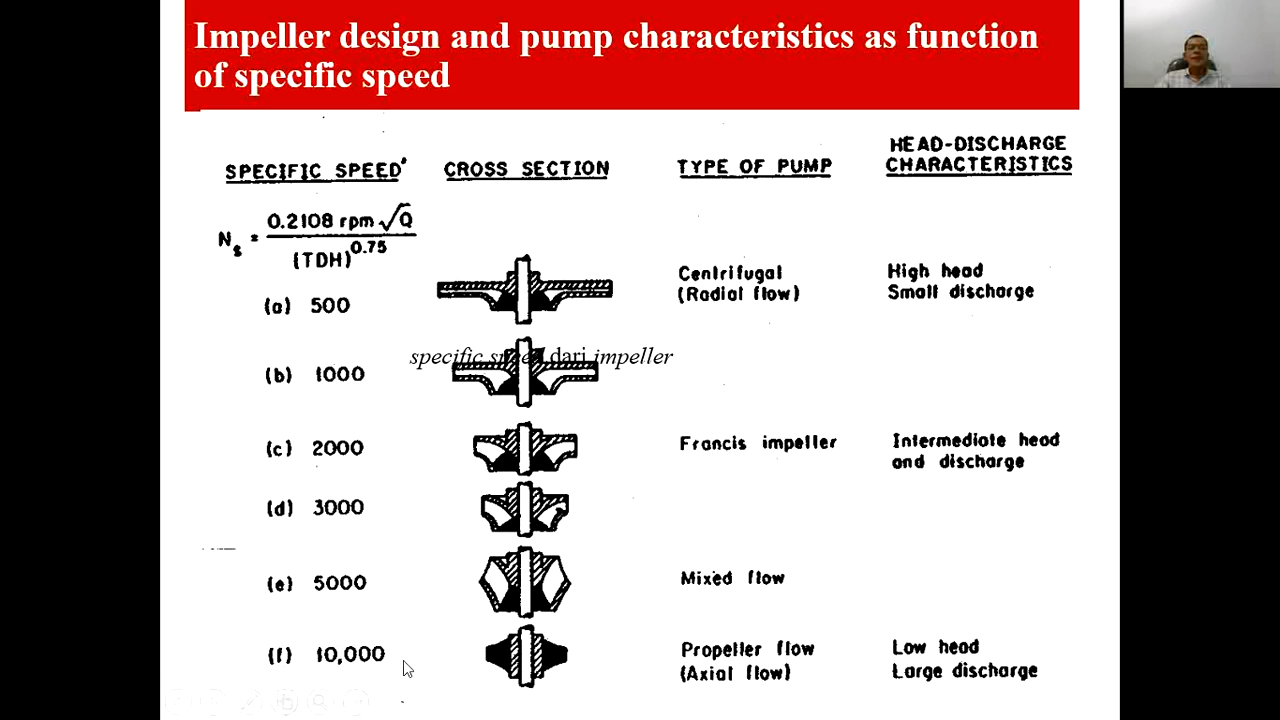 Impeller design and pump characteristics as function
of specific speed
SPECIFIC SPEED'
CROSS SECTION
TYPE OF PUMP
HEAD-DISCHARGE
CHARACTERISTICS
Ns = 0.2108 rpm √Q
(TDH)^0.75
(a) 500
Centrifugal
(Radial flow)
High head
Small discharge
specific speed dari impeller
(b) 1000
(c) 2000
Francis impeller
Intermediate head
and discharge
(d) 3000
(e) 5000
Mixed flow
(f) 10,000
Propeller flow
(Axial flow)
Low head
Large discharge